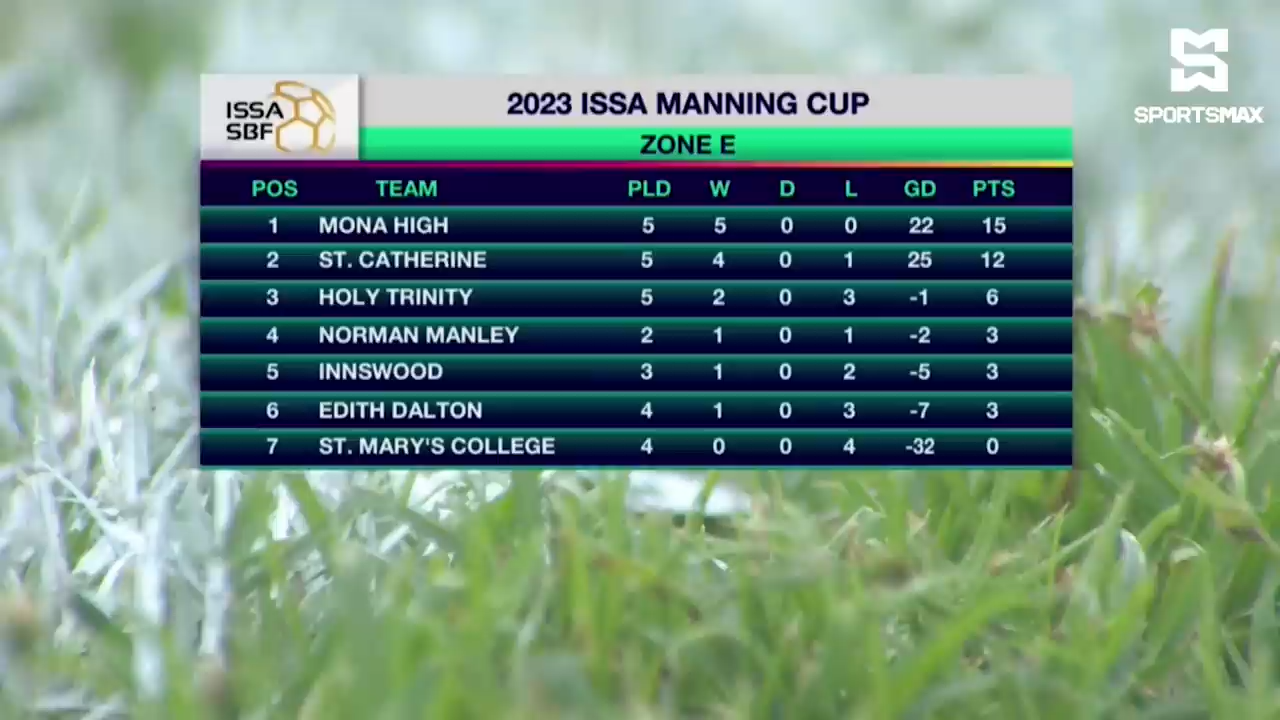 SPORTSMAX
ISSA
SBF
2023 ISSA MANNING CUP
ZONE E
POS TEAM PLD W D L GD PTS
1 MONA HIGH 5 5 0 0 22 15
2 ST. CATHERINE 5 4 0 1 25 12
3 HOLY TRINITY 5 2 0 3 -1 6
4 NORMAN MANLEY 2 1 0 1 -2 3
5 INNSWOOD 3 1 0 2 -5 3
6 EDITH DALTON 4 1 0 3 -7 3
7 ST. MARY'S COLLEGE 4 0 0 4 -32 0